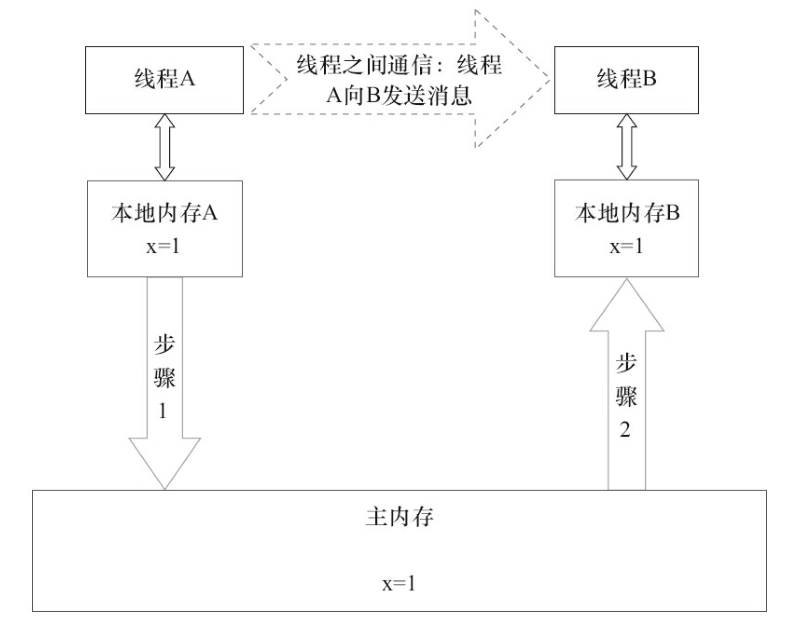 线程A
线程之间通信：线程
A向B发送消息
线程B
本地内存A
x=1
本地内存B
x=1
步
骤
1
步
骤
2
主内存
x=1